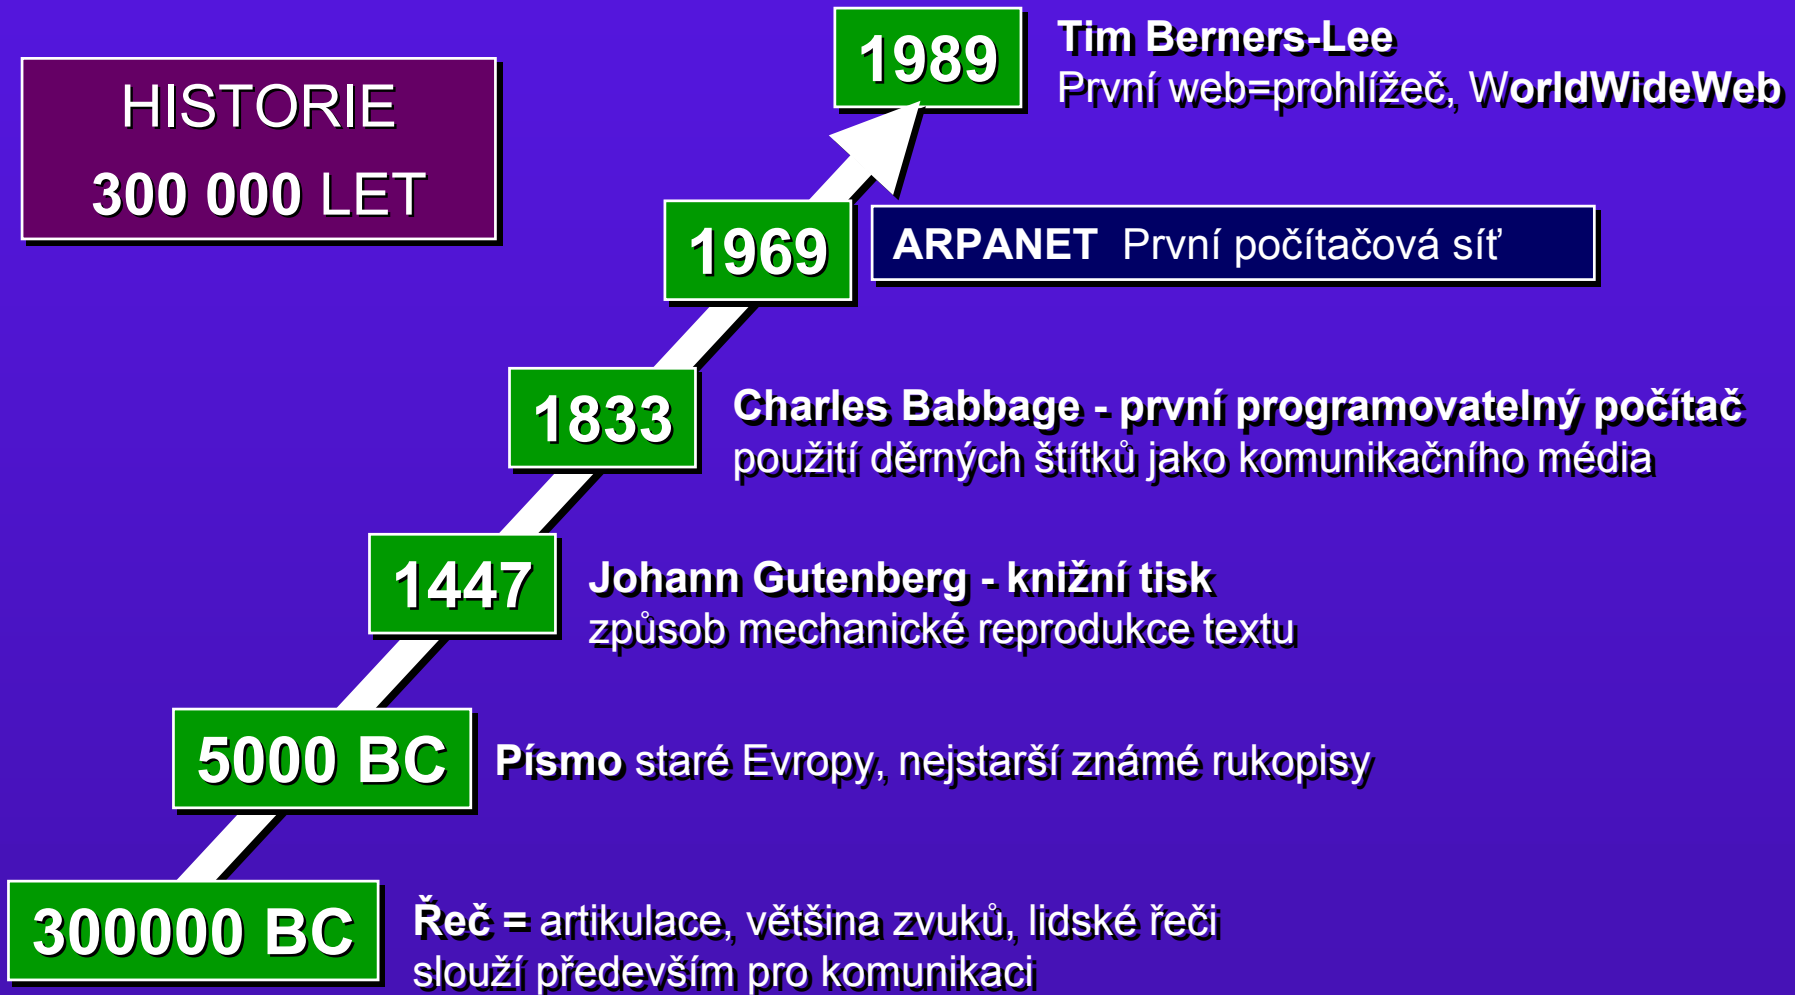 HISTORIE
300 000 LET
1989
Tim Berners-Lee
První web=prohlížeč, WorldWideWeb
1969
ARPANET První počítačová síť
1833
Charles Babbage - první programovatelný počítač
použití děrných štítků jako komunikačního média
1447
Johann Gutenberg - knižní tisk
způsob mechanické reprodukce textu
5000 BC
Písmo staré Evropy, nejstarší známé rukopisy
300000 BC
Řeč = artikulace, většina zvuků, lidské řeči
slouží především pro komunikaci